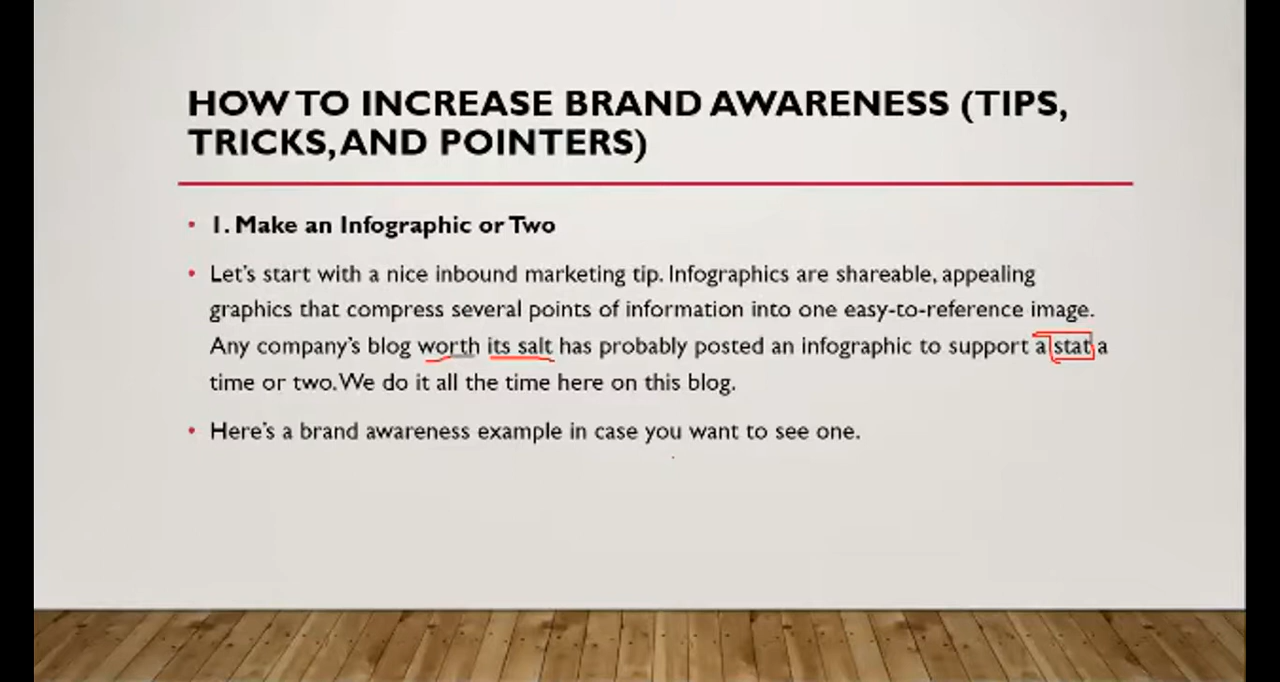 HOW TO INCREASE BRAND AWARENESS (TIPS,
TRICKS, AND POINTERS)
• 1. Make an Infographic or Two
• Let's start with a nice inbound marketing tip. Infographics are shareable, appealing
graphics that compress several points of information into one easy-to-reference image.
Any company's blog worth its salt has probably posted an infographic to support a stat a
time or two. We do it all the time here on this blog.
• Here's a brand awareness example in case you want to see one.